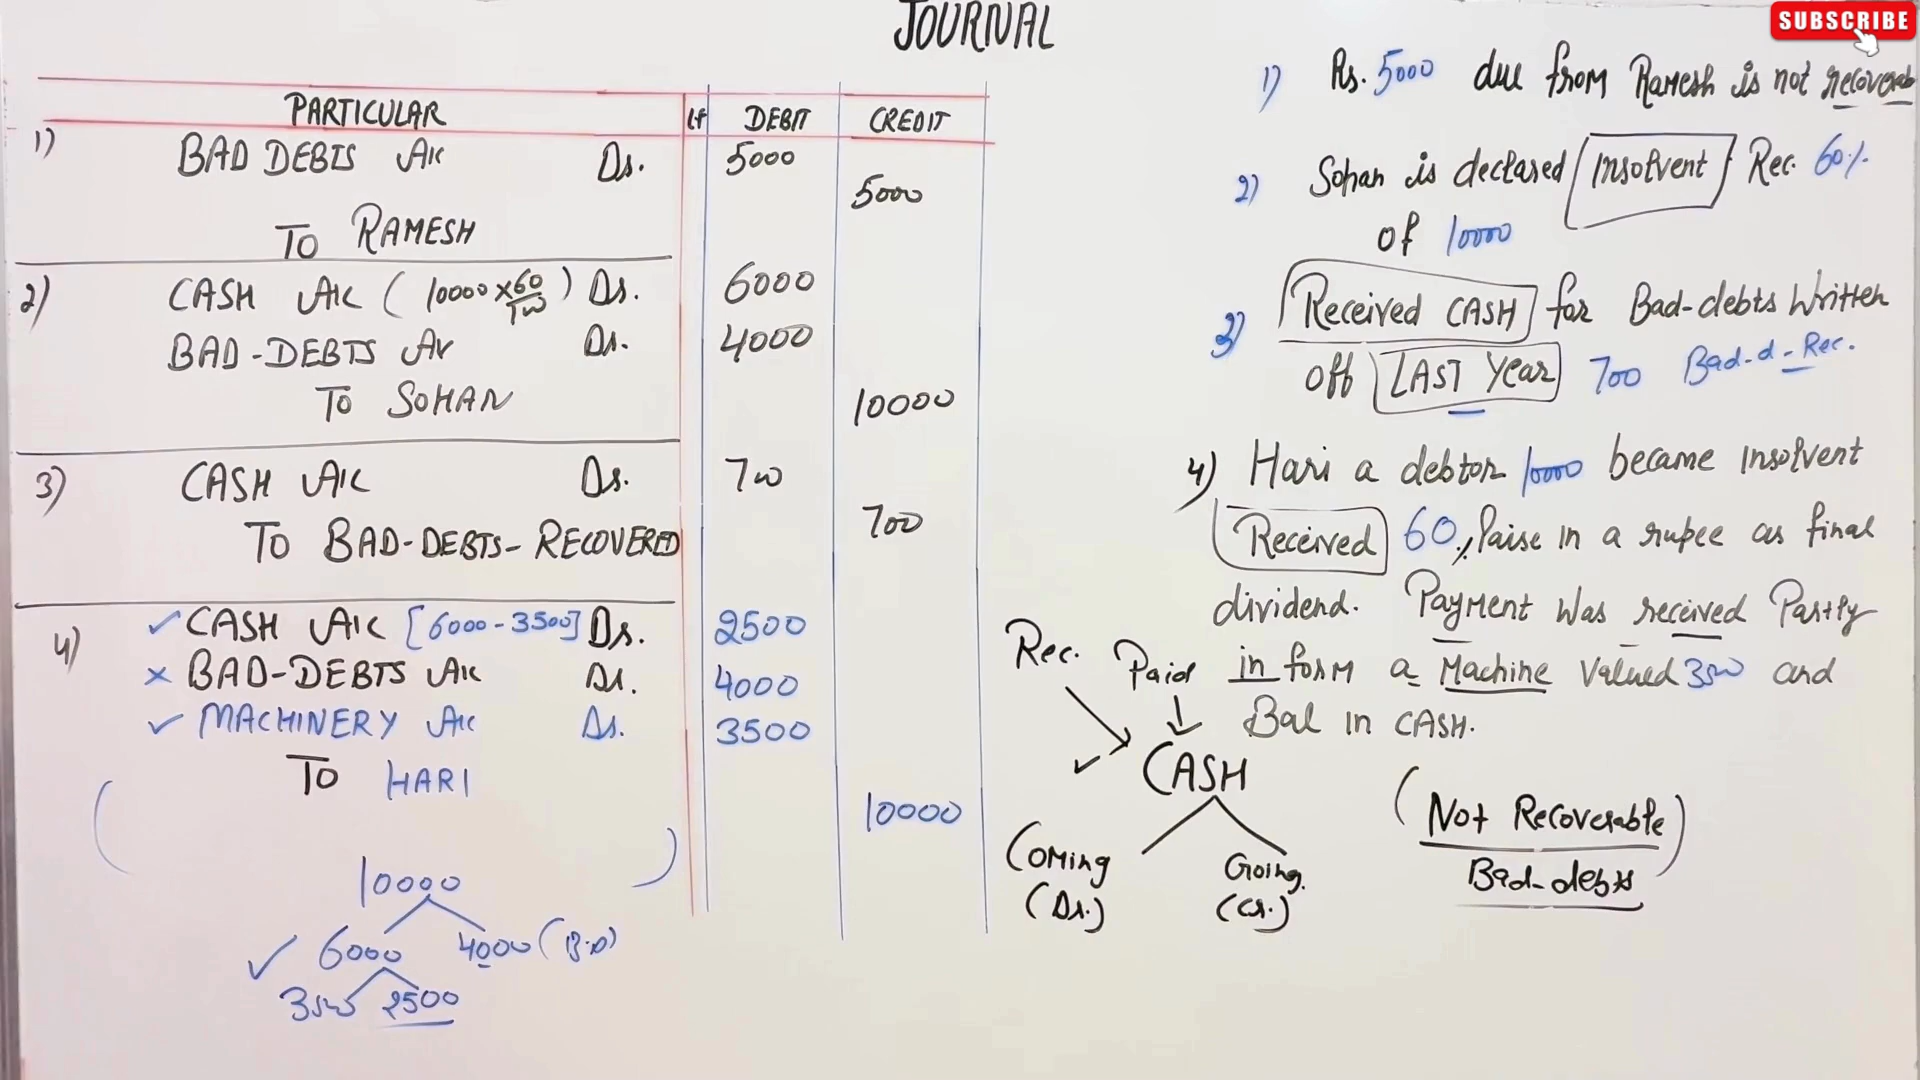 JOURNAL
SUBSCRIBE
PARTICULAR LF DEBIT CREDIT
1) BAD DEBTS A/c Dr. 5000
5000
TO RAMESH
2) CASH A/c (10000 × 60/100) Dr. 6000
BAD-DEBTS A/c Dr. 4000
TO SOHAN 10000
3) CASH A/c Dr. 700
TO BAD-DEBTS-RECOVERED 700
4) ✓ CASH A/c [6000-3500] Dr. 2500
× BAD-DEBTS A/c Dr. 4000
✓ MACHINERY A/c Dr. 3500
TO HARI
10000
10000
✓ 6000 4000 (B.D)
3500 2500
1) Rs. 5000 due from Ramesh is not recoverab
2) Sohan is declared Insolvent Rec. 60%
of 10000
3) Received CASH for Bad-debts Written
off LAST Year 700 Bad-d-Rec.
4) Hari a debtor 10000 became insolvent
Received 60% Paise in a rupee as final
dividend. Payment was received Partly
in form a Machine valued 3500 and
Bal in CASH.
Rec. Paid
✓ CASH
Coming Going.
(Dr.) (Cr.)
(Not Recoverable)
Bad-debts